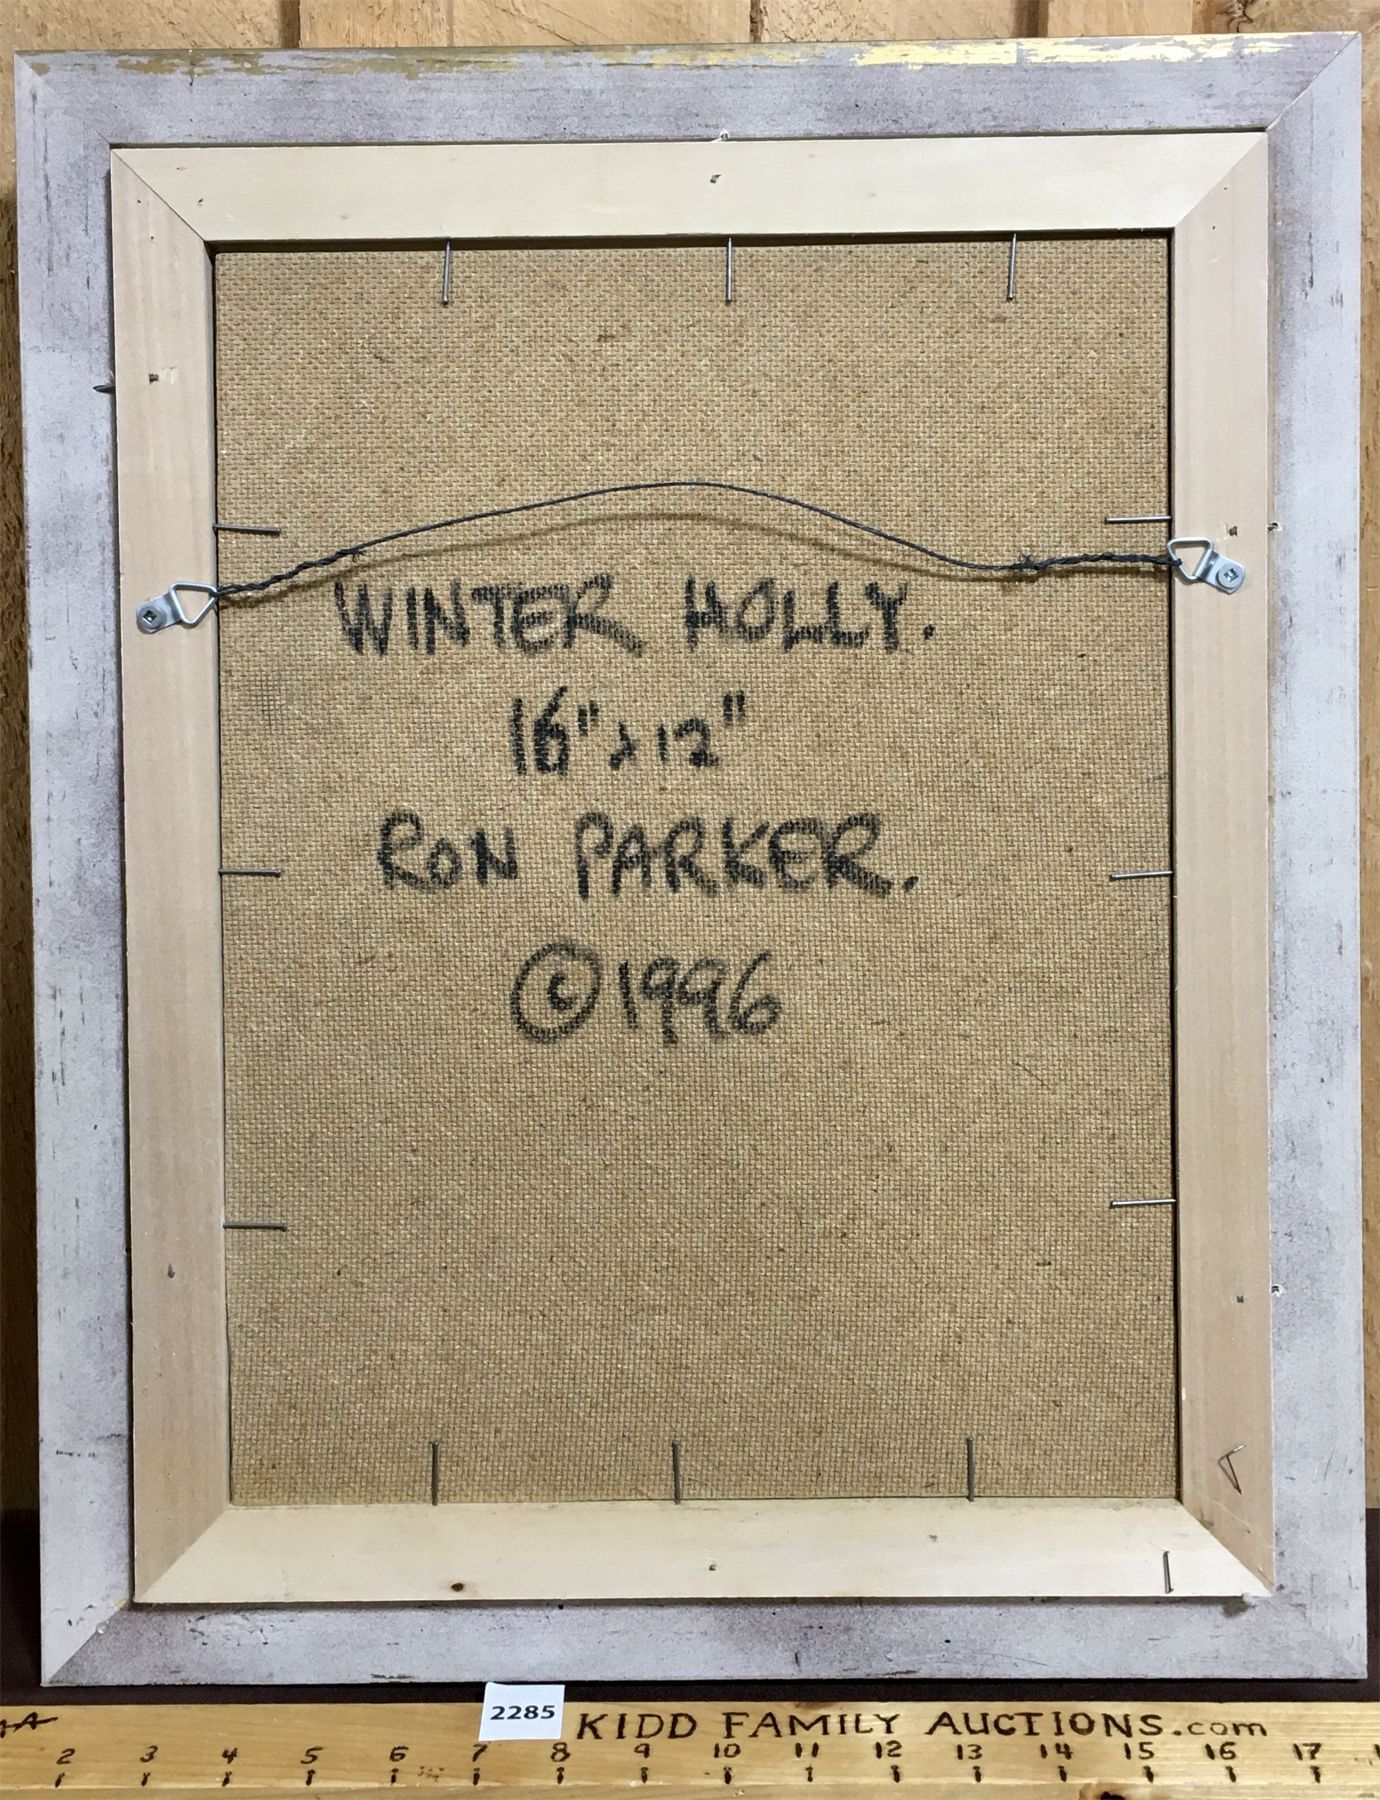 WINTER HOLLY.
16" x 12"
RON PARKER.
©1996
2285
KIDD FAMILY AUCTIONS.com
2 3 4 5 6 7 8 9 10 11 12 13 14 15 16 17